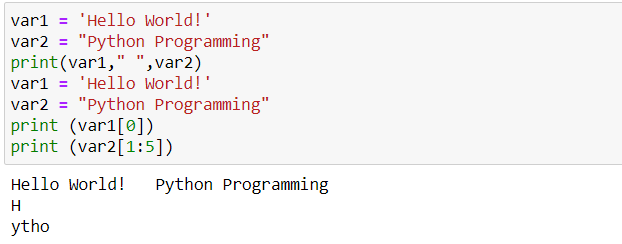 var1 = 'Hello World!'
var2 = "Python Programming"
print(var1," ",var2)
var1 = 'Hello World!'
var2 = "Python Programming"
print (var1[0])
print (var2[1:5])
Hello World!   Python Programming
H
ytho